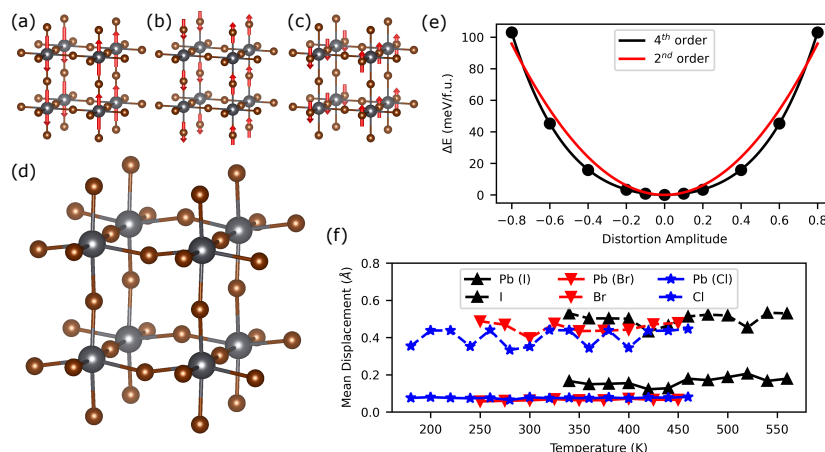 (a)
(b)
(c)
(d)
(e)
ΔE (meV/f.u.)
100
80
60
40
20
0
4th order
2nd order
−0.8 −0.6 −0.4 −0.2 0.0 0.2 0.4 0.6 0.8
Distortion Amplitude
(f)
Mean Displacement (Å)
0.8
0.6
0.4
0.2
0.0
Pb (I) Pb (Br) Pb (Cl)
I Br Cl
200 250 300 350 400 450 500 550
Temperature (K)